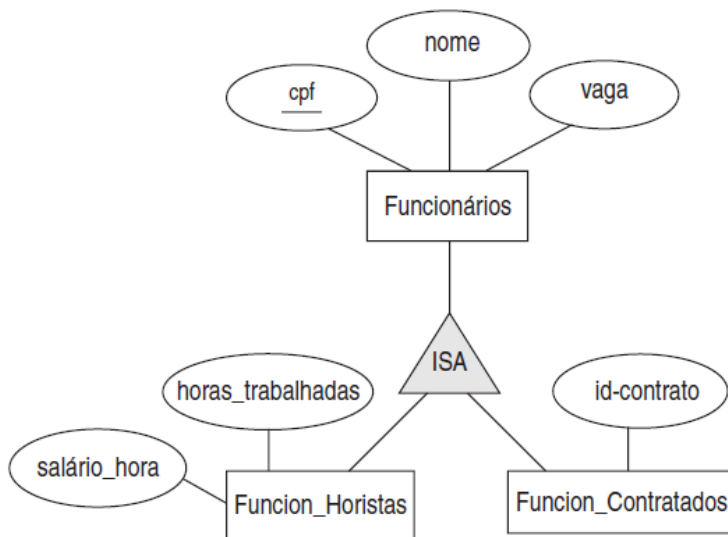 nome
cpf
vaga
Funcionários
ISA
horas_trabalhadas
id-contrato
salário_hora
Funcion_Horistas
Funcion_Contratados